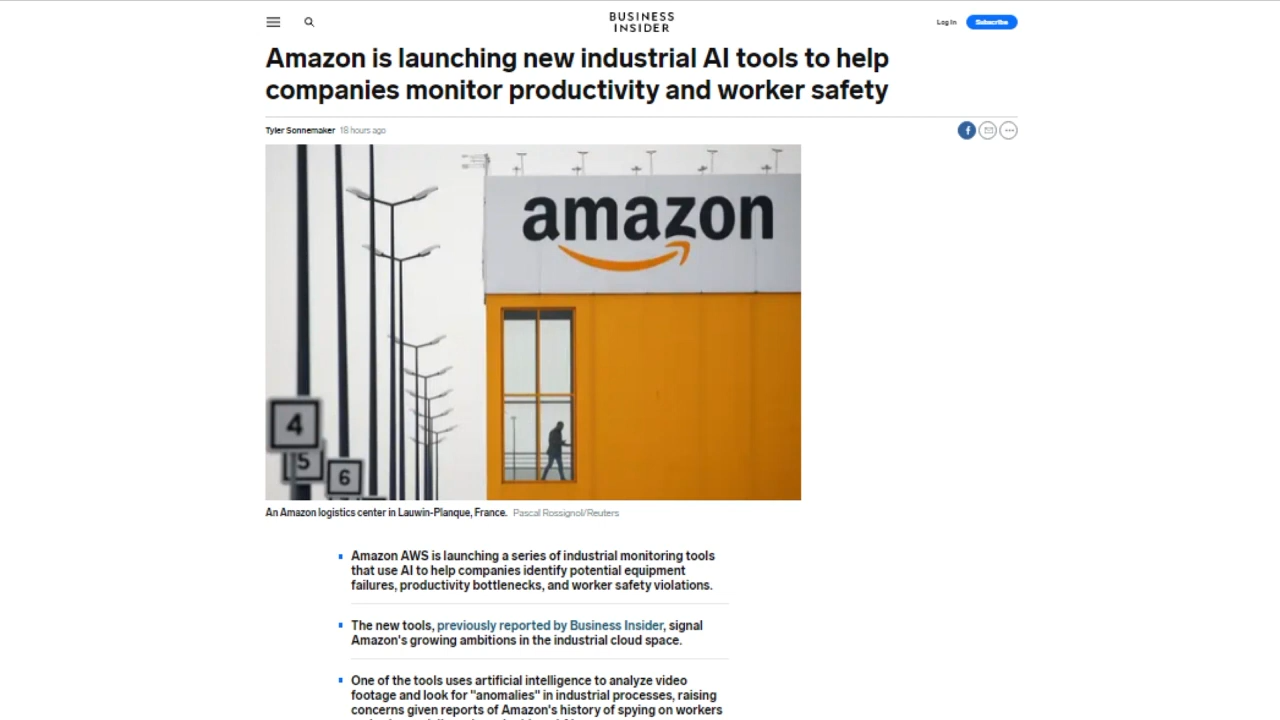 BUSINESS
INSIDER
Log In
Subscribe
Amazon is launching new industrial AI tools to help
companies monitor productivity and worker safety
Tyler Sonnemaker 18 hours ago
amazon
4
5
6
An Amazon logistics center in Lauwin-Planque, France. Pascal Rossignol/Reuters
Amazon AWS is launching a series of industrial monitoring tools
that use AI to help companies identify potential equipment
failures, productivity bottlenecks, and worker safety violations.
The new tools, previously reported by Business Insider, signal
Amazon's growing ambitions in the industrial cloud space.
One of the tools uses artificial intelligence to analyze video
footage and look for "anomalies" in industrial processes, raising
concerns given reports of Amazon's history of spying on workers